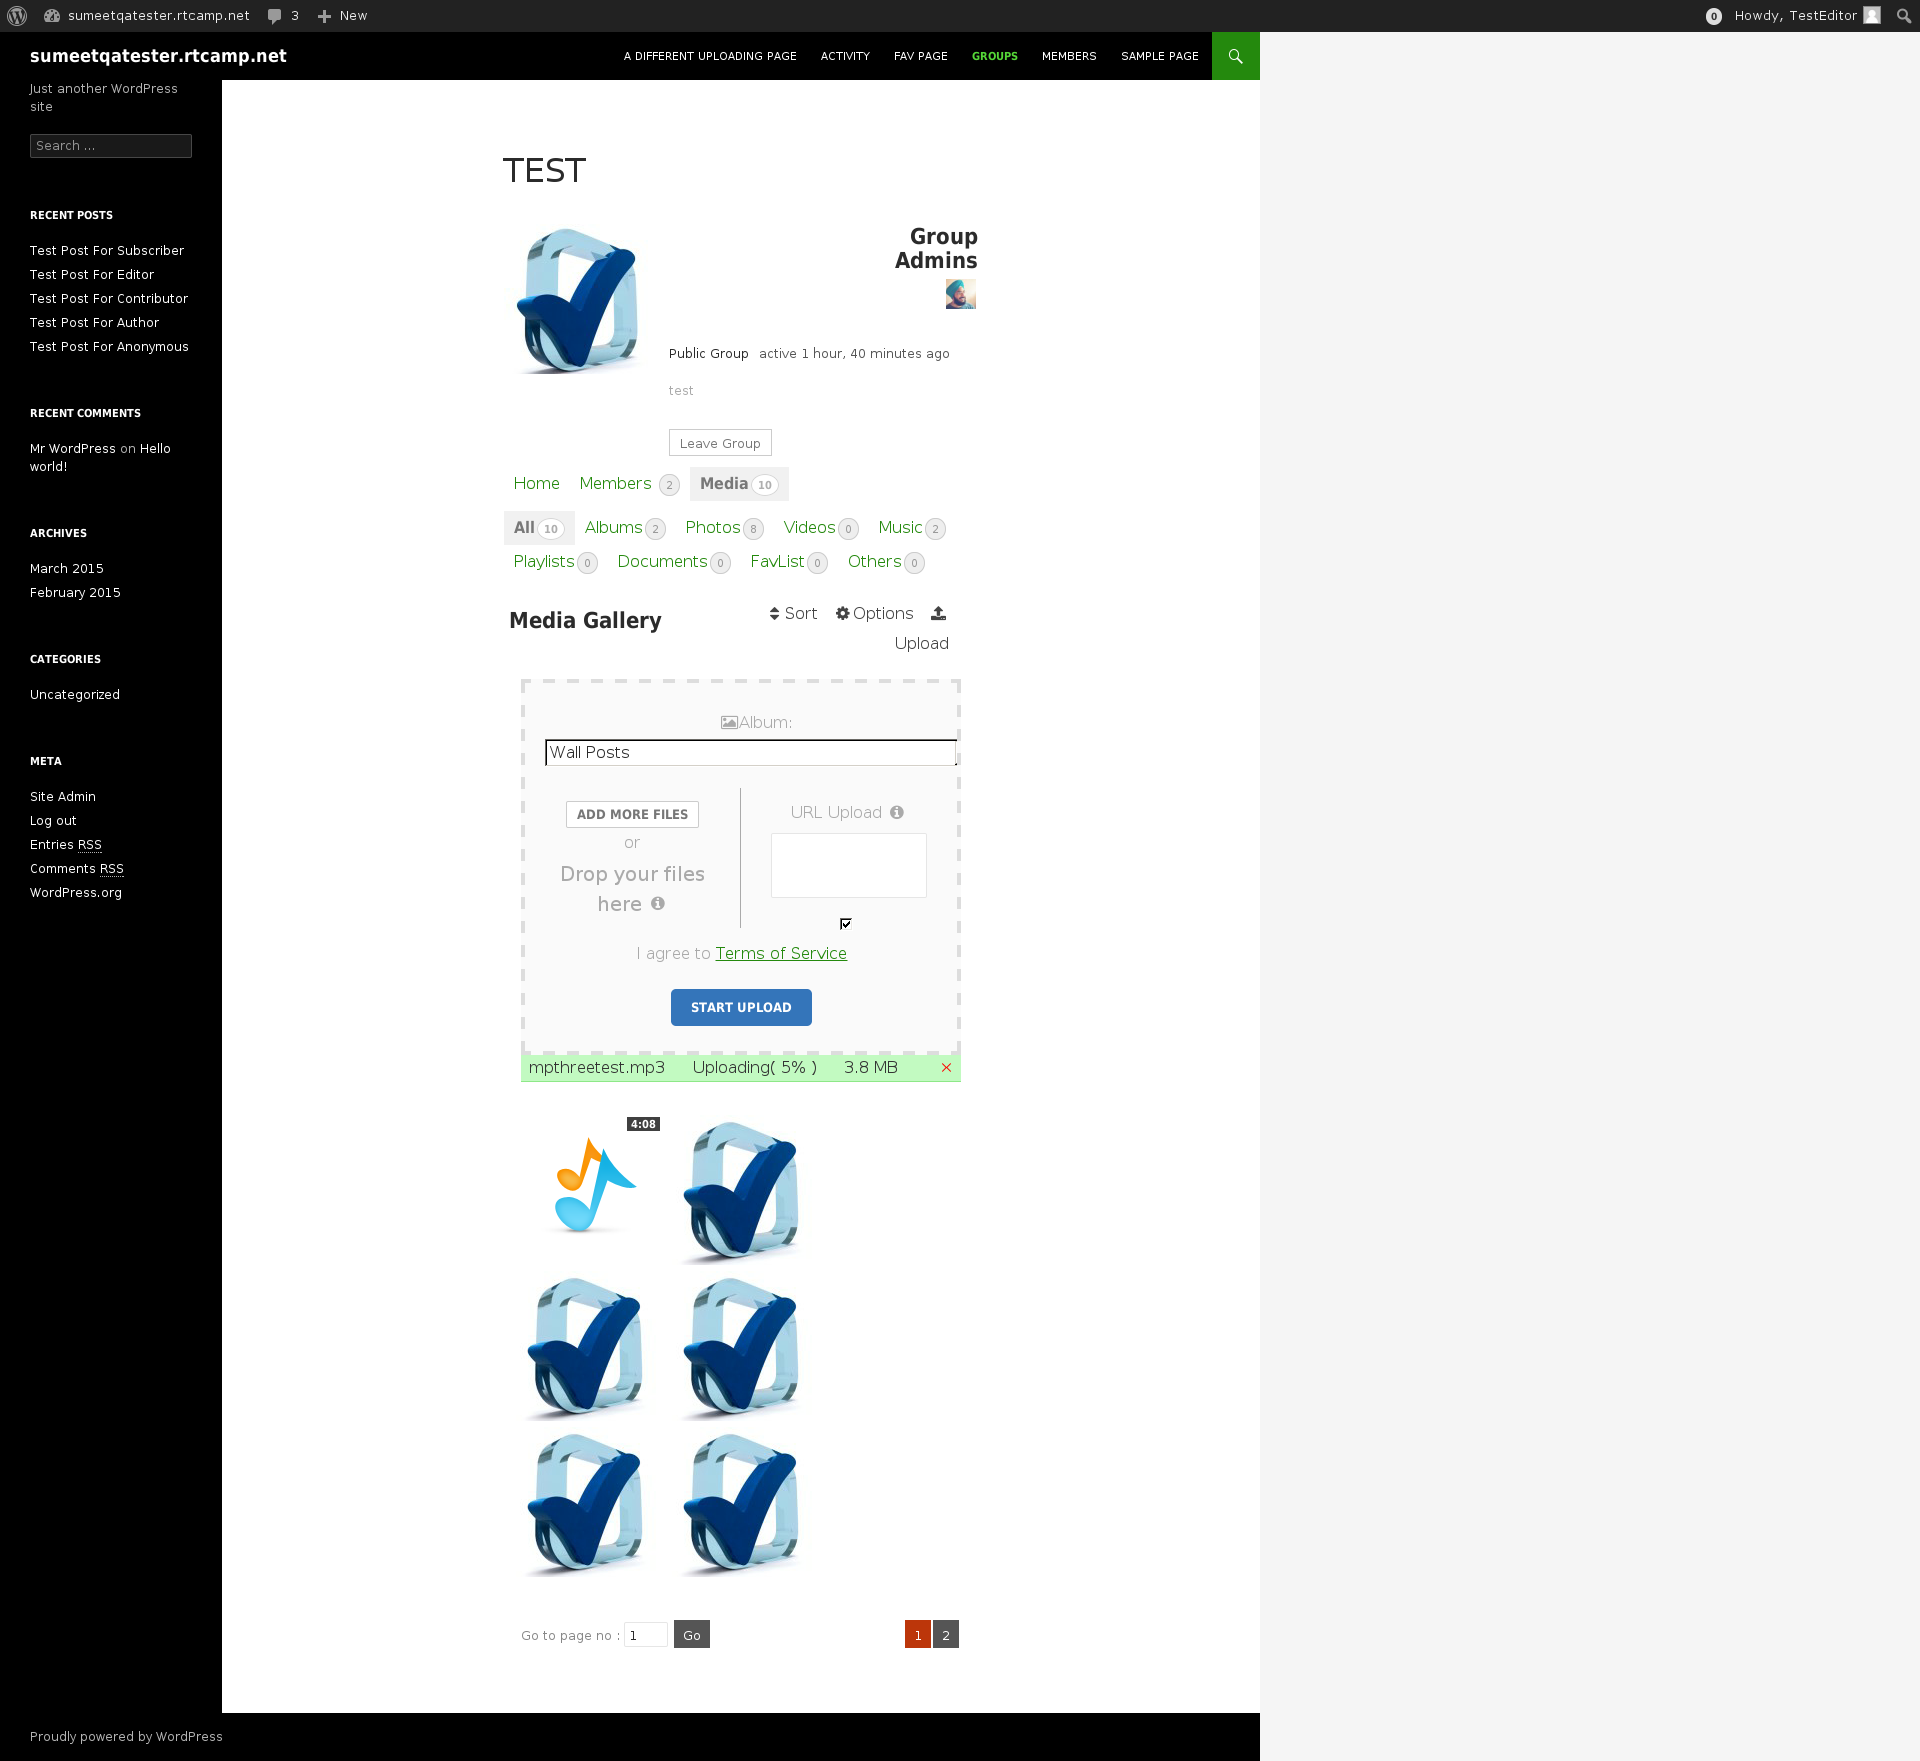 sumeetqatester.rtcamp.net 3 New 0 Howdy, TestEditor
sumeetqatester.rtcamp.net
A DIFFERENT UPLOADING PAGE ACTIVITY FAV PAGE GROUPS MEMBERS SAMPLE PAGE
Just another WordPress
site
Search ...
RECENT POSTS
Test Post For Subscriber
Test Post For Editor
Test Post For Contributor
Test Post For Author
Test Post For Anonymous
RECENT COMMENTS
Mr WordPress on Hello
world!
ARCHIVES
March 2015
February 2015
CATEGORIES
Uncategorized
META
Site Admin
Log out
Entries RSS
Comments RSS
WordPress.org
TEST
Group
Admins
Public Group active 1 hour, 40 minutes ago
test
Leave Group
Home Members 2 Media 10
All 10 Albums 2 Photos 8 Videos 0 Music 2
Playlists 0 Documents 0 FavList 0 Others 0
Media Gallery
Sort Options
Upload
Album:
Wall Posts
ADD MORE FILES
or
Drop your files
here
URL Upload
I agree to Terms of Service
START UPLOAD
mpthreetest.mp3 Uploading( 5% ) 3.8 MB
4:08
Go to page no : 1 Go 1 2
Proudly powered by WordPress